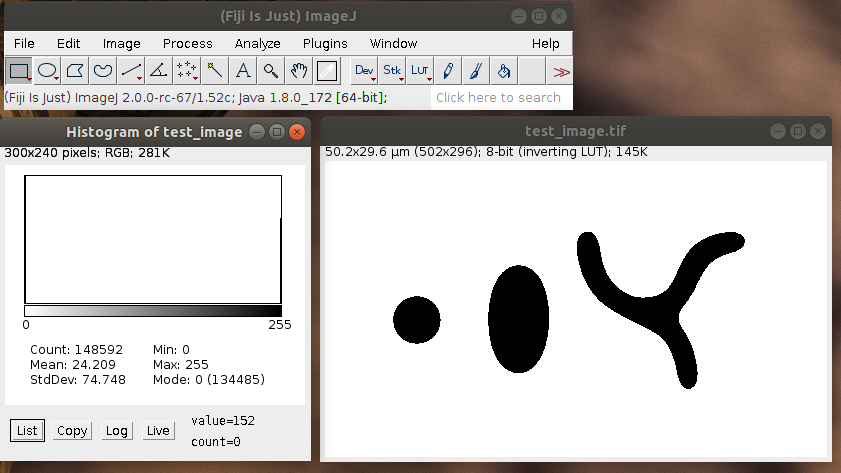 (Fiji Is Just) ImageJ
File Edit Image Process Analyze Plugins Window Help
A Dev Stk LUT >>
(Fiji Is Just) ImageJ 2.0.0-rc-67/1.52c; Java 1.8.0_172 [64-bit]; Click here to search
Histogram of test_image
300x240 pixels; RGB; 281K
0 255
Count: 148592 Min: 0
Mean: 24.209 Max: 255
StdDev: 74.748 Mode: 0 (134485)
List Copy Log Live
value=152
count=0
test_image.tif
50.2x29.6 µm (502x296); 8-bit (inverting LUT); 145K